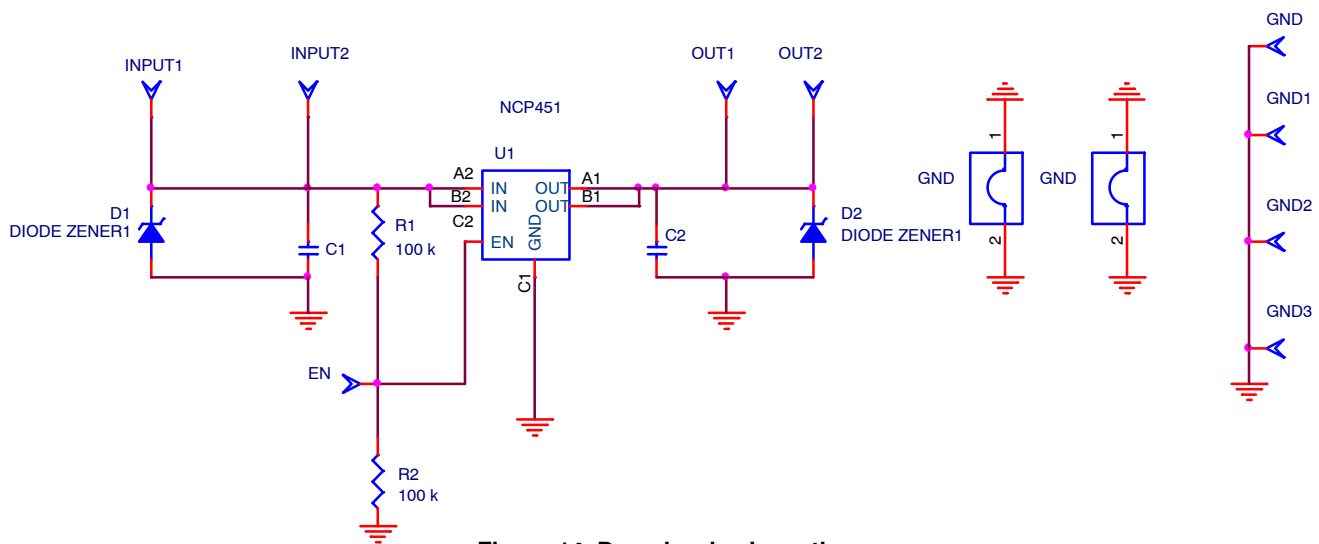 INPUT1
INPUT2
OUT1
OUT2
GND
GND1
GND2
GND3
NCP451
U1
A2
B2
C2
IN
IN
EN
GND
OUT
OUT
A1
B1
C1
D1
DIODE ZENER1
C1
R1
100 k
C2
D2
DIODE ZENER1
GND
1
2
GND
1
2
EN
R2
100 k